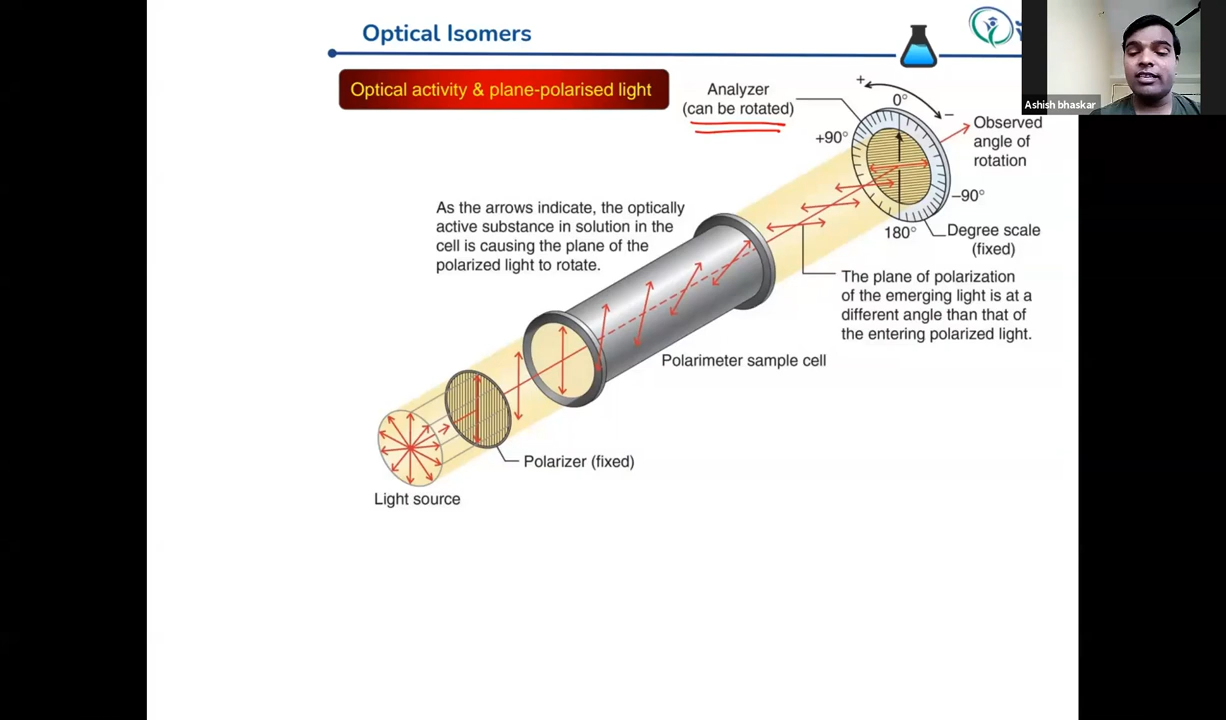 Optical Isomers
Optical activity & plane-polarised light
Analyzer
(can be rotated)
+
0°
–
+90°
Observed
angle of
rotation
–90°
180°
Degree scale
(fixed)
As the arrows indicate, the optically
active substance in solution in the
cell is causing the plane of the
polarized light to rotate.
The plane of polarization
of the emerging light is at a
different angle than that of
the entering polarized light.
Polarimeter sample cell
Polarizer (fixed)
Light source
Ashish bhaskar